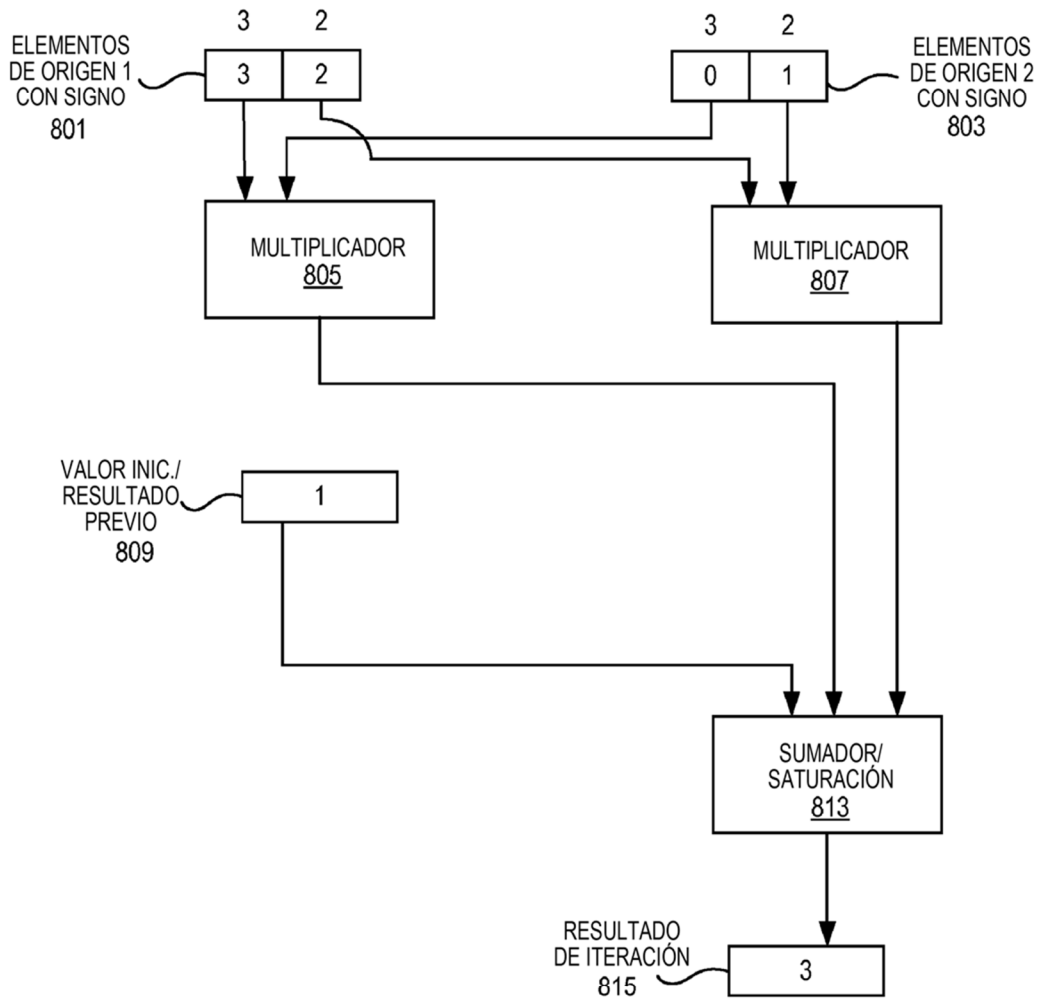 3 2
3 2
ELEMENTOS
DE ORIGEN 1
CON SIGNO
801
3 2
0 1
ELEMENTOS
DE ORIGEN 2
CON SIGNO
803
MULTIPLICADOR
805
MULTIPLICADOR
807
VALOR INIC./
RESULTADO
PREVIO
809
1
SUMADOR/
SATURACIÓN
813
RESULTADO
DE ITERACIÓN
815
3